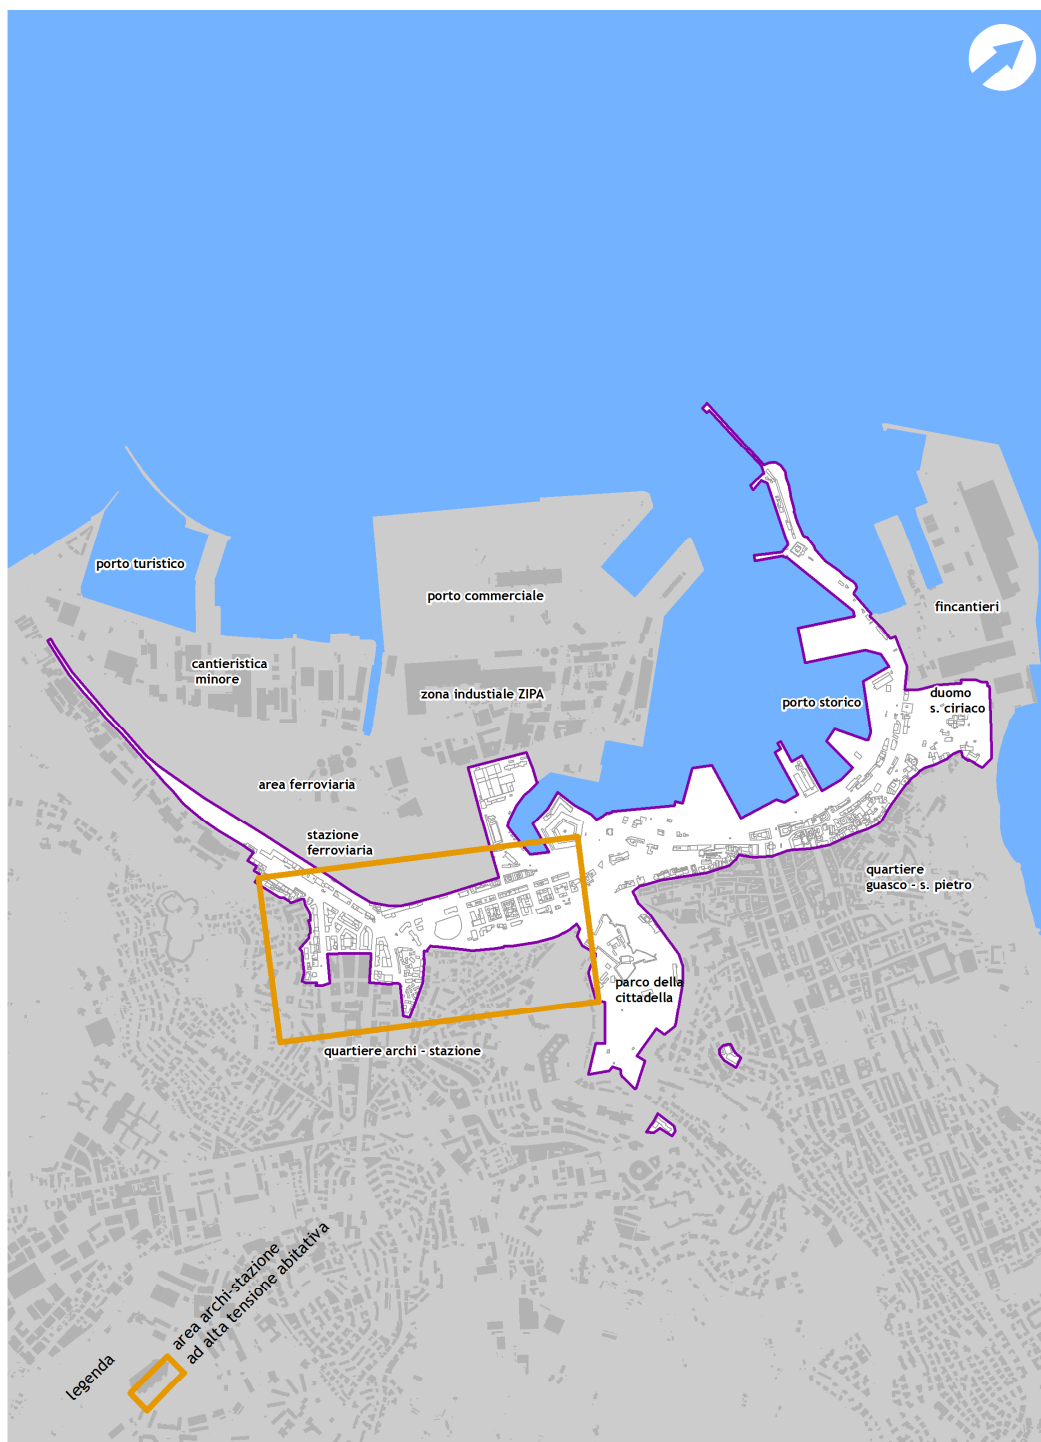 porto turistico
porto commerciale
fincantieri
cantieristica
minore
zona industiale ZIPA
duomo
s. ciriaco
porto storico
area ferroviaria
stazione
ferroviaria
quartiere
guasco - s. pietro
parco della
cittadella
quartiere archi - stazione
legenda
area archi-stazione
ad alta tensione abitativa